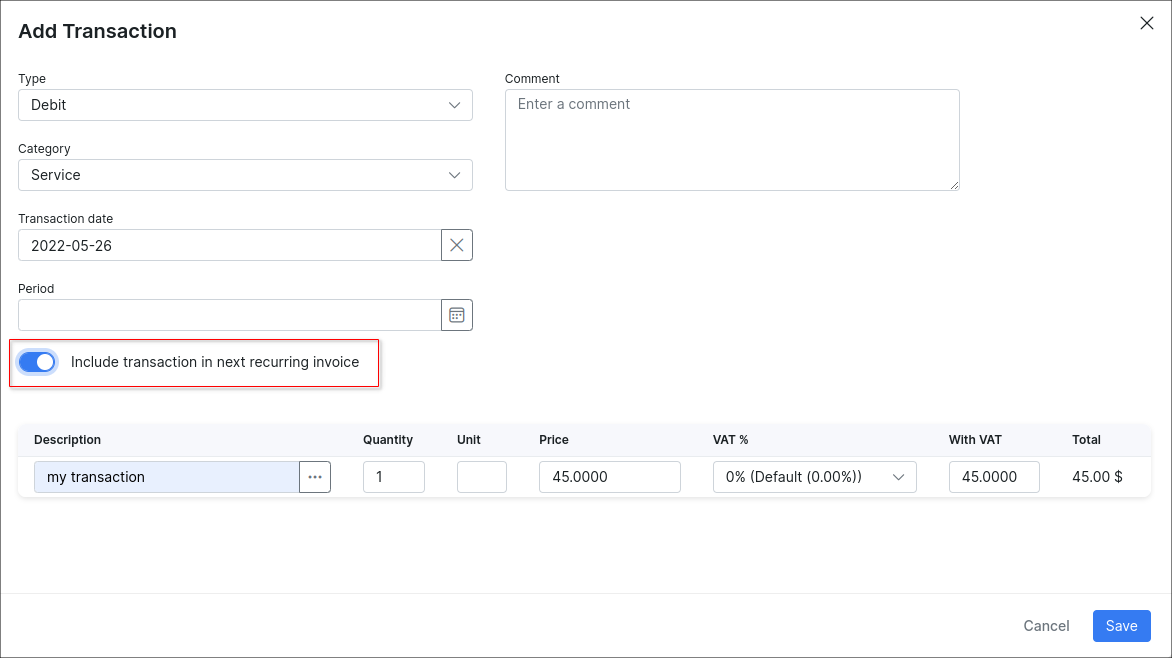 Add Transaction
Type
Debit
Category
Service
Transaction date
2022-05-26
Period
Include transaction in next recurring invoice
Comment
Enter a comment
Description Quantity Unit Price VAT % With VAT Total
my transaction 1 45.0000 0% (Default (0.00%)) 45.0000 45.00 $
Cancel Save